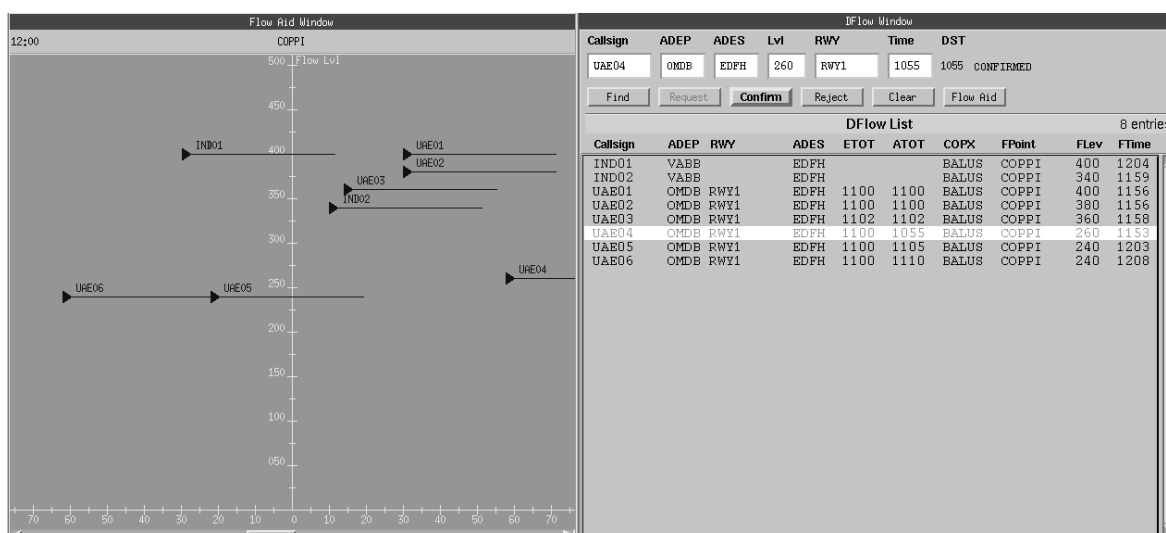 Flow Aid Window
12:00 COPPI
Flow Lvl
500
450
400
350
300
250
200
150
100
050
IND01 UAE01
UAE02
UAE03
IND02
UAE04
UAE06 UAE05
70 60 50 40 30 20 10 0 10 20 30 40 50 60 70
DFlow Window
Callsign ADEP ADES Lvl RWY Time DST
UAE04 OMDB EDFH 260 RWY1 1055 1055 CONFIRMED
Find Request Confirm Reject Clear Flow Aid
DFlow List 8 entries
Callsign ADEP RWY ADES ETOT ATOT COPX FPoint FLev FTime
IND01 VABB EDFH BALUS COPPI 400 1204
IND02 VABB EDFH BALUS COPPI 340 1159
UAE01 OMDB RWY1 EDFH 1100 1100 BALUS COPPI 400 1156
UAE02 OMDB RWY1 EDFH 1100 1100 BALUS COPPI 380 1156
UAE03 OMDB RWY1 EDFH 1102 1102 BALUS COPPI 360 1158
UAE04 OMDB RWY1 EDFH 1100 1055 BALUS COPPI 260 1153
UAE05 OMDB RWY1 EDFH 1100 1105 BALUS COPPI 240 1203
UAE06 OMDB RWY1 EDFH 1100 1110 BALUS COPPI 240 1208